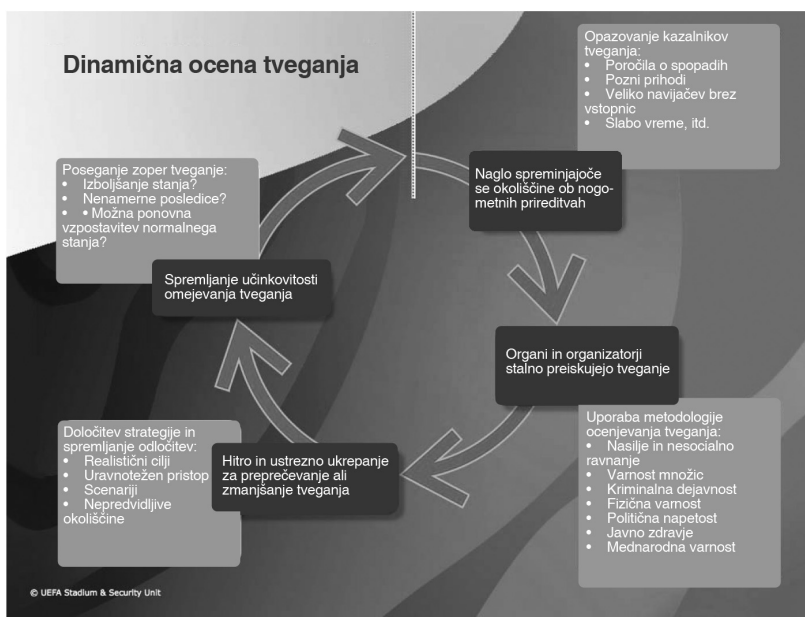 Dinamična ocena tveganja
Opazovanje kazalnikov
tveganja:
• Poročila o spopadih
• Pozni prihodi
• Veliko navijačev brez
vstopnic
• Slabo vreme, itd.
Naglo spreminjajoče
se okoliščine ob nogo-
metnih prireditvah
Organi in organizatorji
stalno preiskujejo tveganje
Uporaba metodologije
ocenjevanja tveganja:
• Nasilje in nesocialno
ravnanje
• Varnost množic
• Kriminalna dejavnost
• Fizična varnost
• Politična napetost
• Javno zdravje
• Mednarodna varnost
Hitro in ustrezno ukrepanje
za preprečevanje ali
zmanjšanje tveganja
Določitev strategije in
spremljanje odločitev:
• Realistični cilji
• Uravnotežen pristop
• Scenariji
• Nepredvidljive
okoliščine
Spremljanje učinkovitosti
omejevanja tveganja
Poseganje zoper tveganje:
• Izboljšanje stanja?
• Nenamerne posledice?
• • Možna ponovna
vzpostavitev normalnega
stanja?
© UEFA Stadium & Security Unit